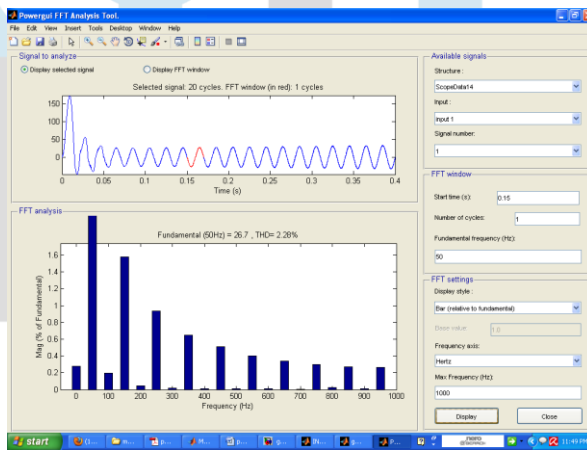 Powergui FFT Analysis Tool.
File Edit View Insert Tools Desktop Window Help
Signal to analyze
Display selected signal
Display FFT window
Selected signal: 20 cycles. FFT window (in red): 1 cycles
150
100
50
0
0 0.05 0.1 0.15 0.2 0.25 0.3 0.35 0.4
Time (s)
FFT analysis
Fundamental (50Hz) = 26.7 , THD= 2.28%
1.6
1.4
1.2
1
0.8
0.6
0.4
0.2
0
Mag (% of Fundamental)
0 100 200 300 400 500 600 700 800 900 1000
Frequency (Hz)
Available signals
Structure :
ScopeData14
Input :
input 1
Signal number:
1
FFT window
Start time (s):
0.15
Number of cycles:
1
Fundamental frequency (Hz):
50
FFT settings
Display style :
Bar (relative to fundamental)
Base value
1.0
Frequency axis:
Hertz
Max Frequency (Hz):
1000
Display
Close
start
11:49 PM